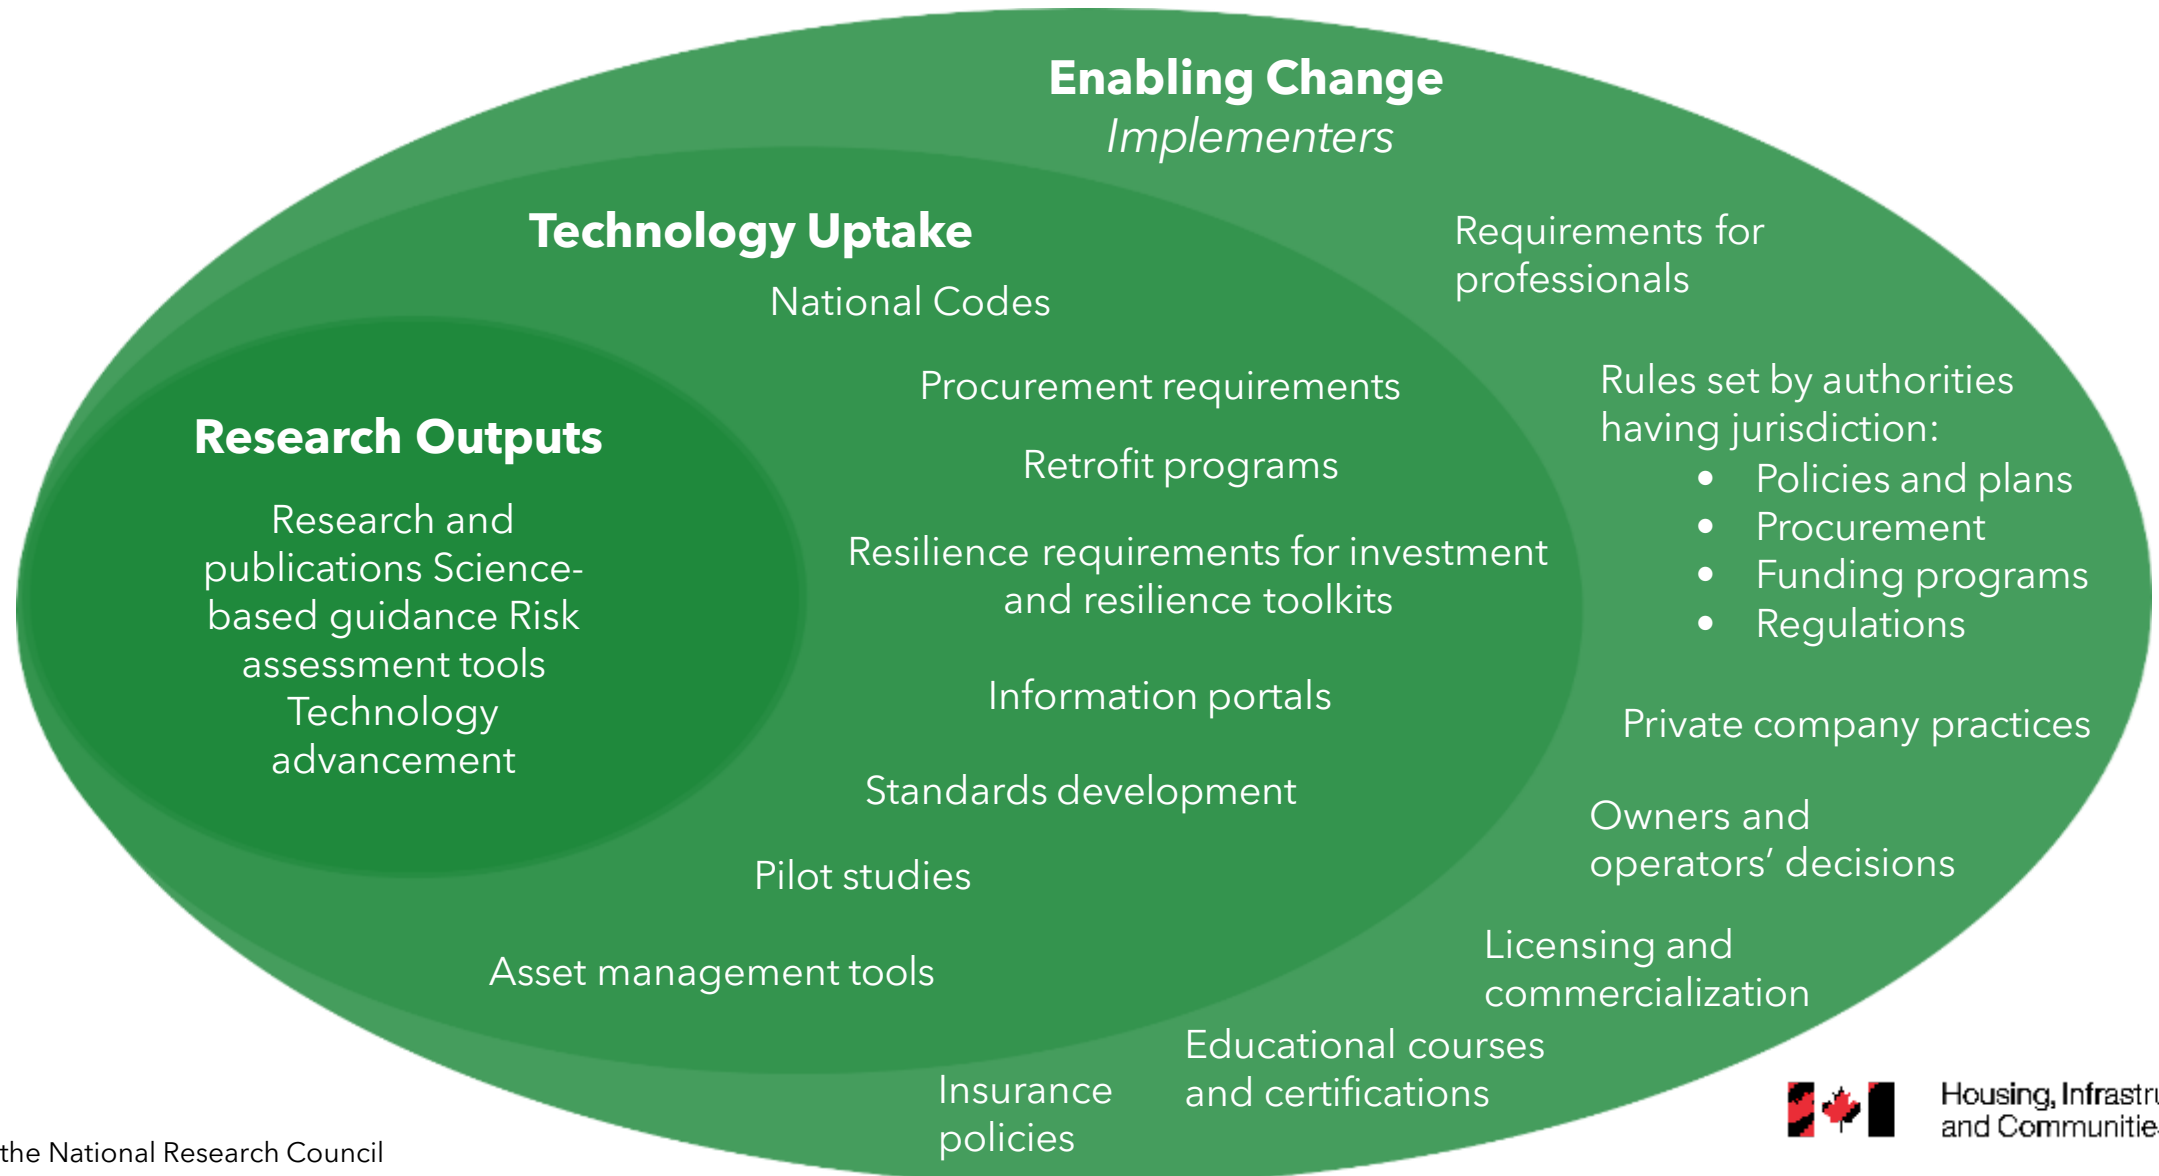 Enabling Change
Implementers
Technology Uptake
National Codes
Requirements for
professionals
Procurement requirements
Rules set by authorities
having jurisdiction:
• Policies and plans
• Procurement
• Funding programs
• Regulations
Research Outputs
Research and
publications Science-
based guidance Risk
assessment tools
Technology
advancement
Retrofit programs
Resilience requirements for investment
and resilience toolkits
Information portals
Private company practices
Standards development
Owners and
operators’ decisions
Pilot studies
Licensing and
commercialization
Asset management tools
Educational courses
and certifications
Insurance
policies
Housing, Infrastru
and Communities
the National Research Council